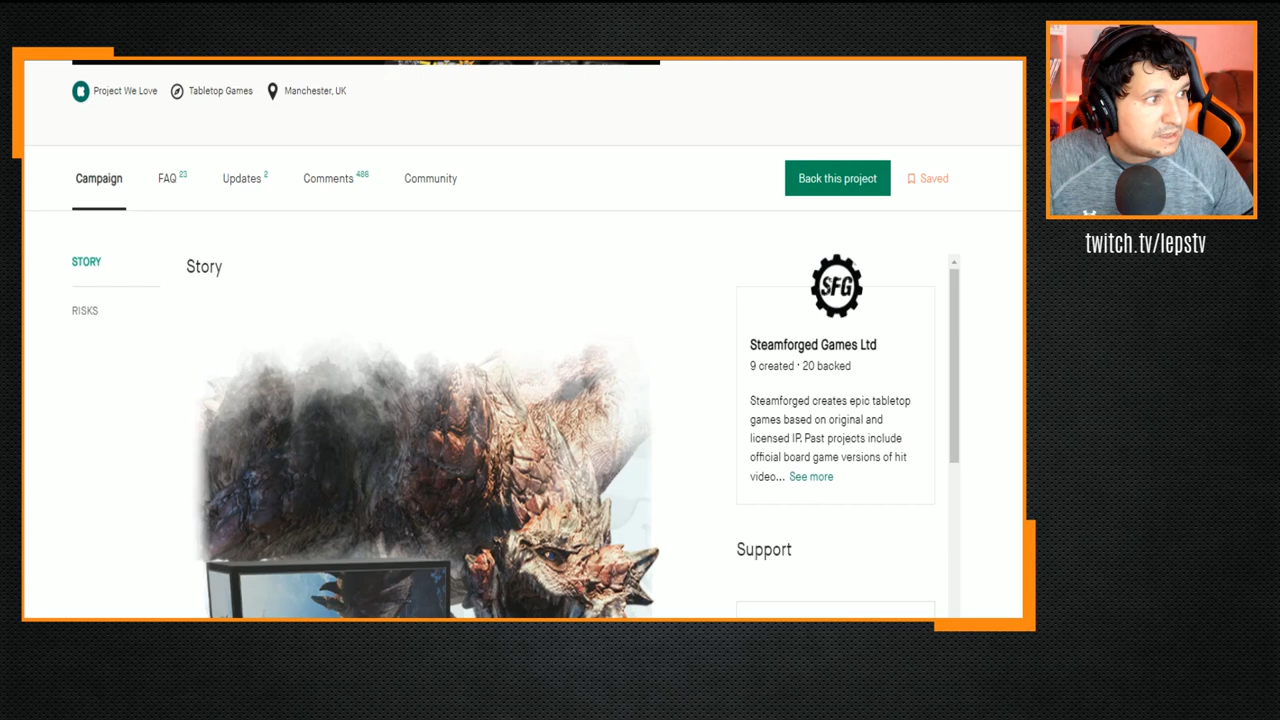 Project We Love
Tabletop Games
Manchester, UK
Campaign
FAQ 23
Updates 2
Comments 486
Community
Back this project
Saved
STORY
RISKS
Story
SFG
Steamforged Games Ltd
9 created · 20 backed
Steamforged creates epic tabletop
games based on original and
licensed IP. Past projects include
official board game versions of hit
video... See more
Support
twitch.tv/lepstv